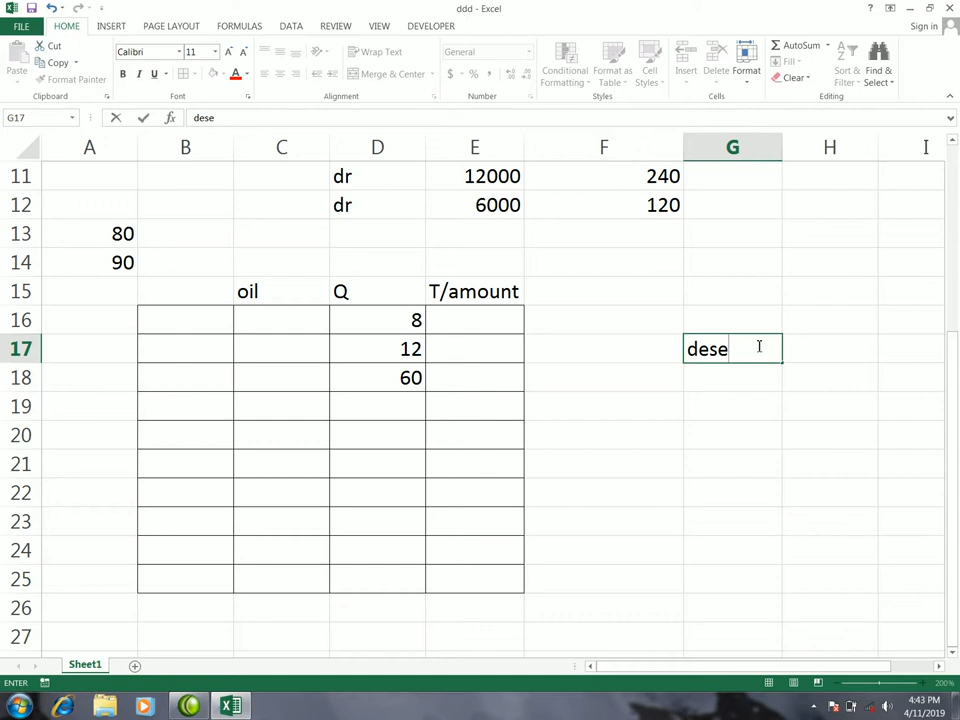 ddd - Excel
Sign in
FILE HOME INSERT PAGE LAYOUT FORMULAS DATA REVIEW VIEW DEVELOPER
Paste
Cut
Copy
Format Painter
Clipboard
Calibri 11
B I U
Font
Wrap Text
Merge & Center
Alignment
General
$ % ,
Number
Conditional Formatting
Format as Table
Cell Styles
Styles
Insert Delete Format
Cells
AutoSum
Fill
Clear
Sort & Filter
Find & Select
Editing
G17 fx dese
A B C D E F G H I
11 dr 12000 240
12 dr 6000 120
13 80
14 90
15 oil Q T/amount
16 8
17 12 dese
18 60
19
20
21
22
23
24
25
26
27
Sheet1
ENTER 200%
4:43 PM
4/11/2019